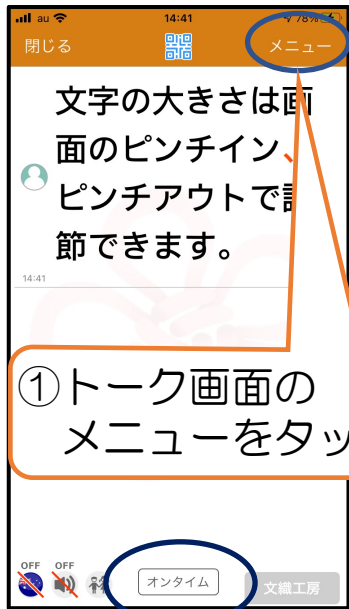 au 14:41 78%
閉じる メニュー
文字の大きさは画
面のピンチイン、
ピンチアウトで調
節できます。
14:41
①トーク画面の
メニューをタッ
OFF OFF
オンタイム 文織工房